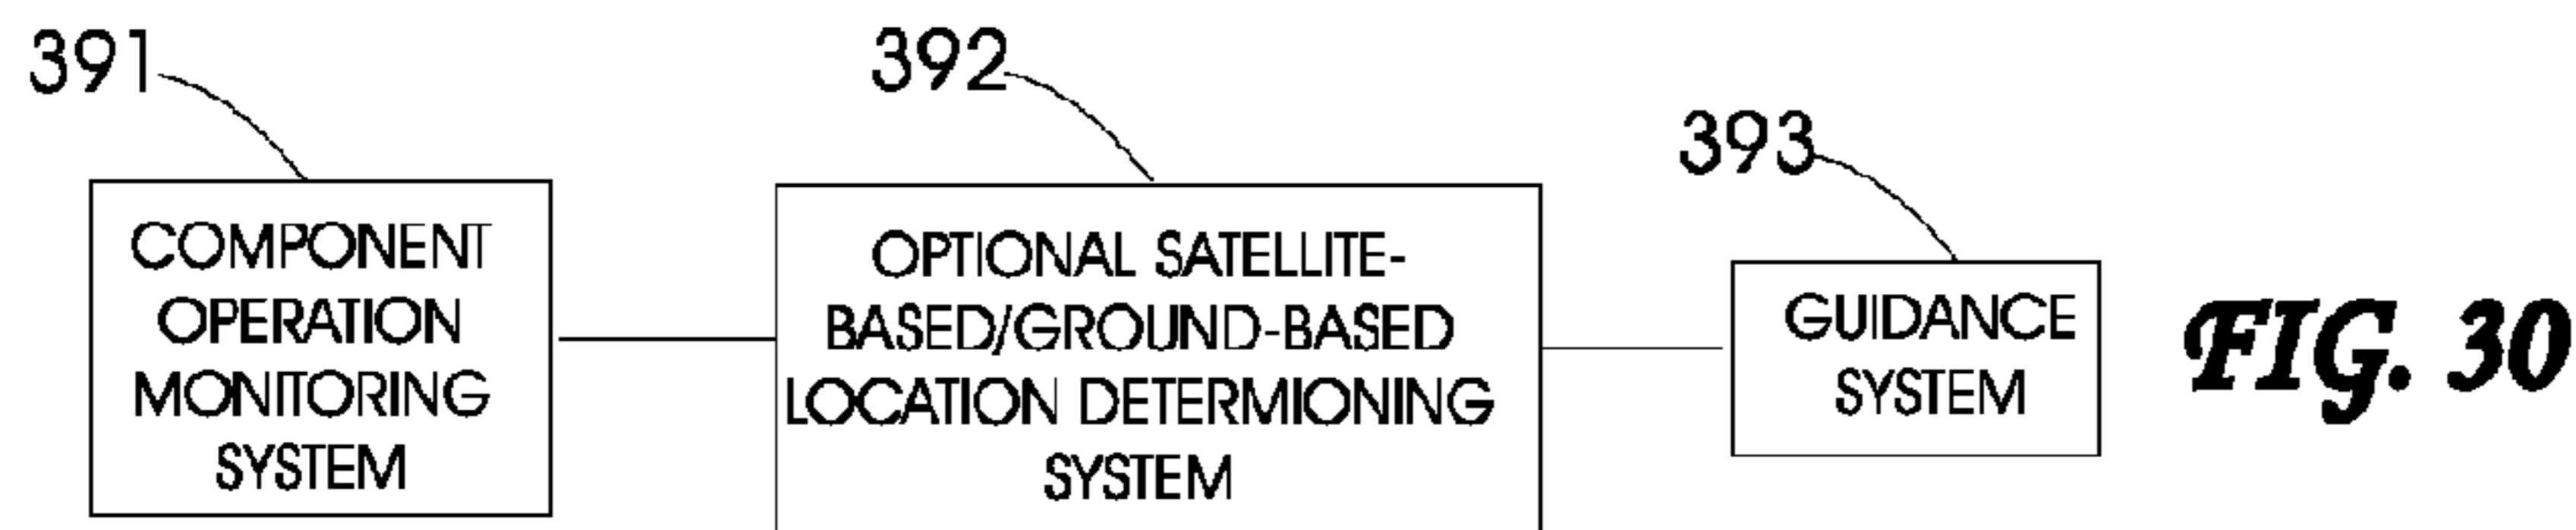 391
392
393
COMPONENT
OPERATION
MONITORING
SYSTEM
OPTIONAL SATELLITE-
BASED/GROUND-BASED
LOCATION DETERMIONING
SYSTEM
GUIDANCE
SYSTEM
FIG. 30